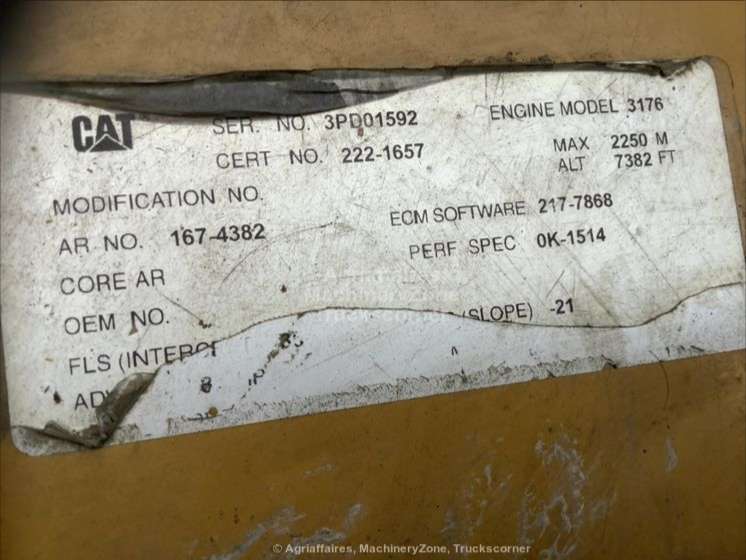 CAT
SER. NO. 3PD01592 ENGINE MODEL 3176
CERT NO. 222-1657 MAX ALT 2250 M 7382 FT
MODIFICATION NO.
AR NO. 167-4382 ECM SOFTWARE 217-7868
CORE AR PERF SPEC 0K-1514
OEM NO. (SLOPE) -21
FLS (INTERC
AD
© Agriaffaires, MachineryZone, Truckscorner